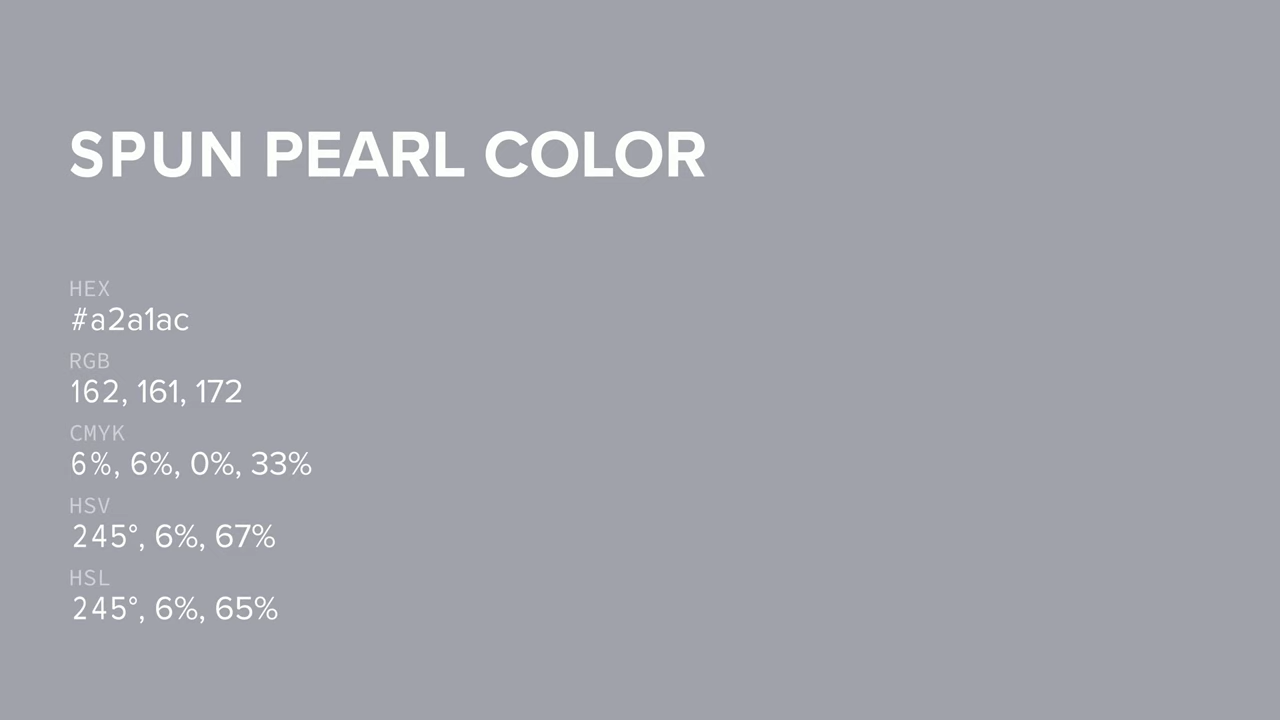 SPUN PEARL COLOR
HEX
#a2a1ac
RGB
162, 161, 172
CMYK
6%, 6%, 0%, 33%
HSV
245°, 6%, 67%
HSL
245°, 6%, 65%